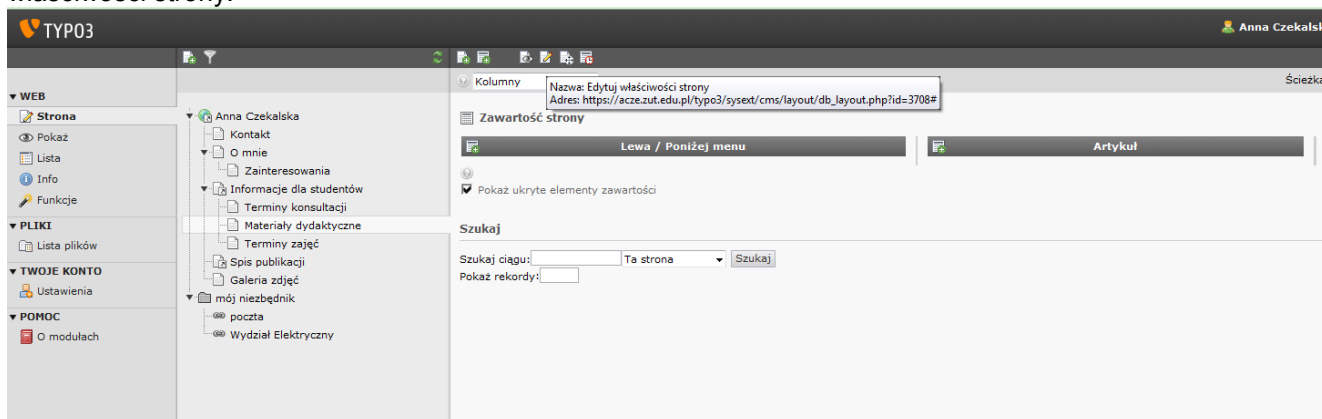 TYPO3
Anna Czekalsk
Kolumny
Ścieżka
Nazwa: Edytuj właściwości strony
Adres: https://acze.zut.edu.pl/typo3/sysext/cms/layout/db_layout.php?id=3708#
WEB
Strona
Pokaż
Lista
Info
Funkcje
PLIKI
Lista plików
TWOJE KONTO
Ustawienia
POMOC
O modułach
Anna Czekalska
Kontakt
O mnie
Zainteresowania
Informacje dla studentów
Terminy konsultacji
Materiały dydaktyczne
Terminy zajęć
Spis publikacji
Galeria zdjęć
mój niezbędnik
poczta
Wydział Elektryczny
Zawartość strony
Lewa / Poniżej menu
Artykuł
Pokaż ukryte elementy zawartości
Szukaj
Szukaj ciągu:
Ta strona
Szukaj
Pokaż rekordy: